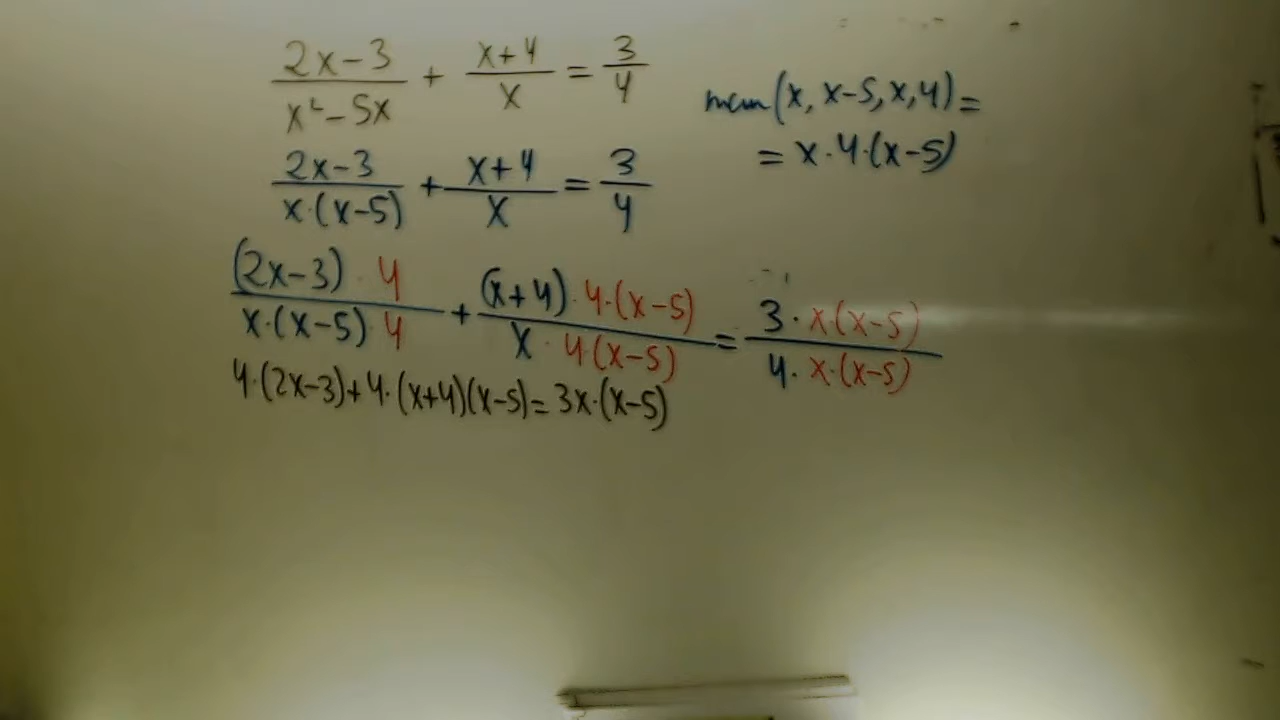 (2x-3)/(x²-5x) + (x+4)/x = 3/4
mcm(x, x-5, x, 4) =
= x·4·(x-5)
(2x-3)/(x·(x-5)) + (x+4)/x = 3/4
((2x-3)·4)/(x·(x-5)·4) + ((x+4)·4·(x-5))/(x·4·(x-5)) = (3·x(x-5))/(4·x·(x-5))
4·(2x-3)+4·(x+4)(x-5)=3x·(x-5)